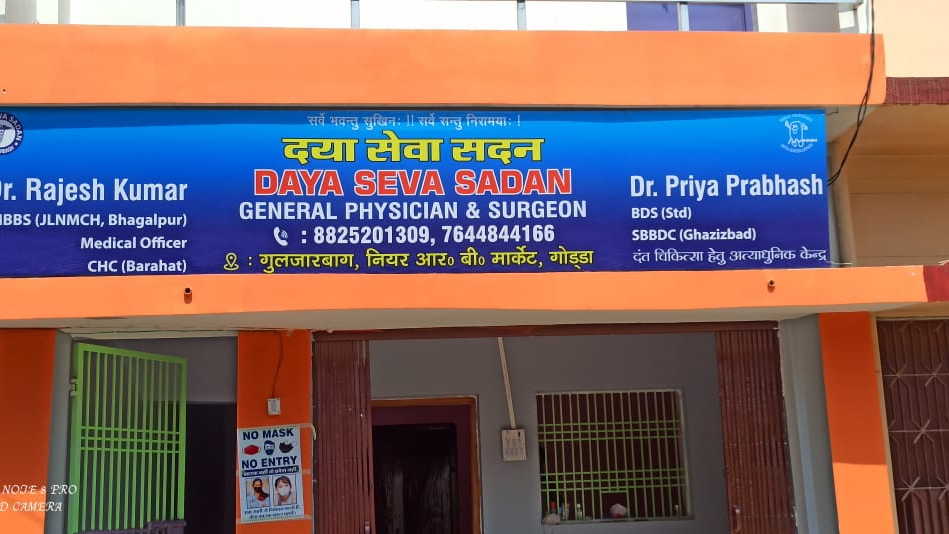 सर्वे भवन्तु सुखिनः !! सर्वे सन्तु निरामयाः !
दया सेवा सदन
DAYA SEVA SADAN
GENERAL PHYSICIAN & SURGEON
: 8825201309, 7644844166
: गुलजारबाग, नियर आर० बी० मार्केट, गोड्डा
Dr. Rajesh Kumar
MBBS (JLNMCH, Bhagalpur)
Medical Officer
CHC (Barahat)
Dr. Priya Prabhash
BDS (Std)
SBBDC (Ghazizbad)
दंत चिकित्सा हेतु अत्याधुनिक केन्द्र
NO MASK
NO ENTRY
NOTE 8 PRO
D CAMERA